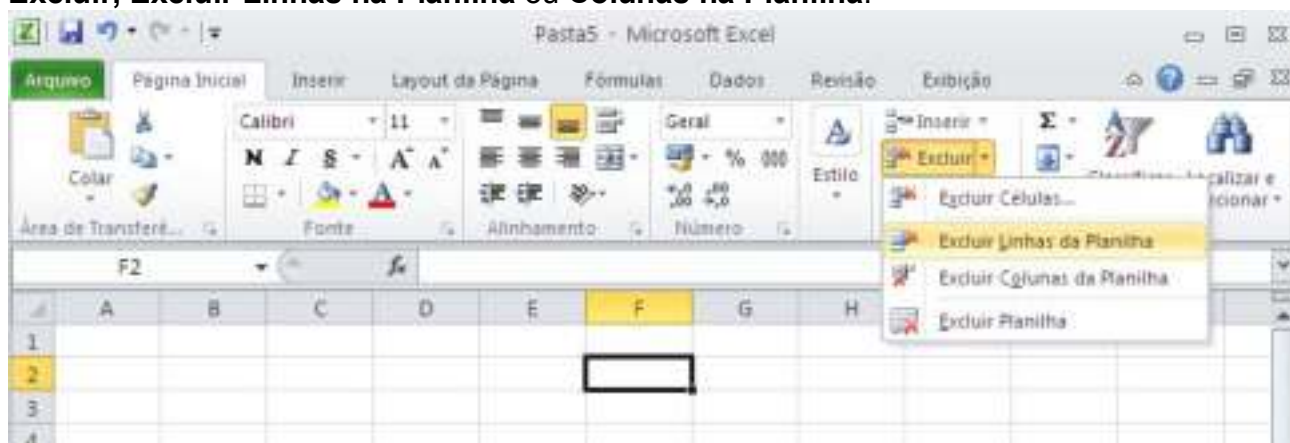 Excluir, Excluir Linhas na Planilha ou Colunas na Planilha.
Pasta5 - Microsoft Excel
Arquivo Página Inicial Inserir Layout da Página Fórmulas Dados Revisão Exibição
Calibri 11 Geral Inserir Σ
N I S A A % 000 Excluir
Colar Estilo
A
Área de Transferê... Fonte Alinhamento Número
Excluir Células...
Excluir Linhas da Planilha
Excluir Colunas da Planilha
Excluir Planilha
F2 fx
A B C D E F G H
1
2
3
4